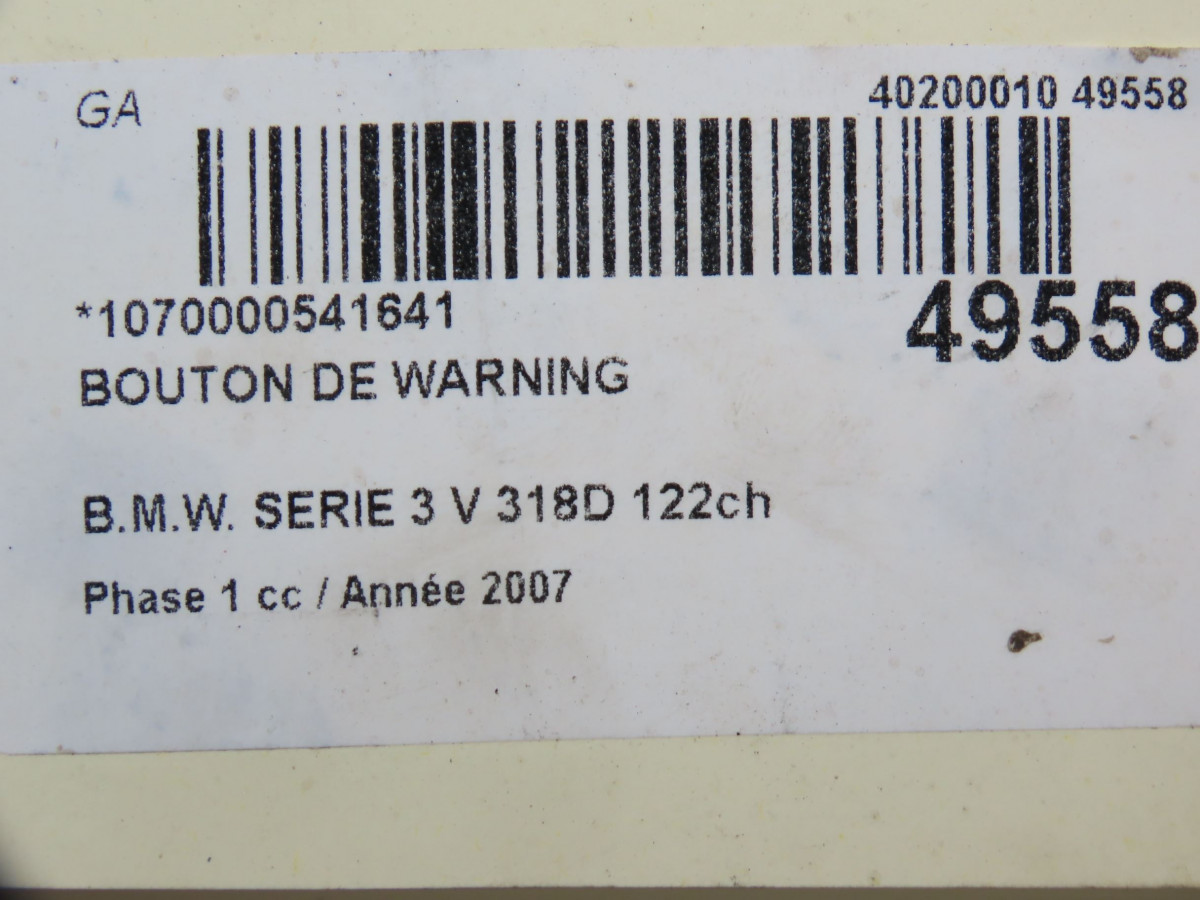 GA
40200010 49558
*1070000541641
49558
BOUTON DE WARNING
B.M.W. SERIE 3 V 318D 122ch
Phase 1 cc / Année 2007